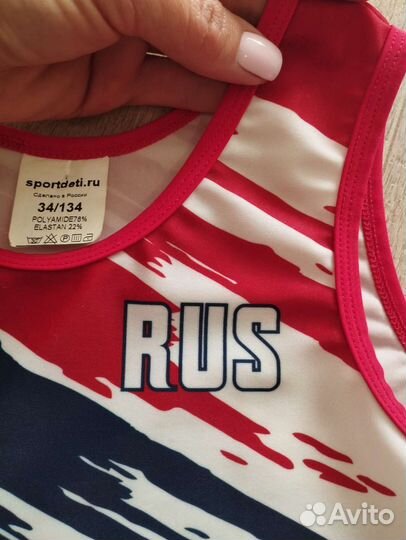 sportdeti.ru
Сделано в России
34/134
POLYAMIDE78%
ELASTAN 22%
RUS
Avito